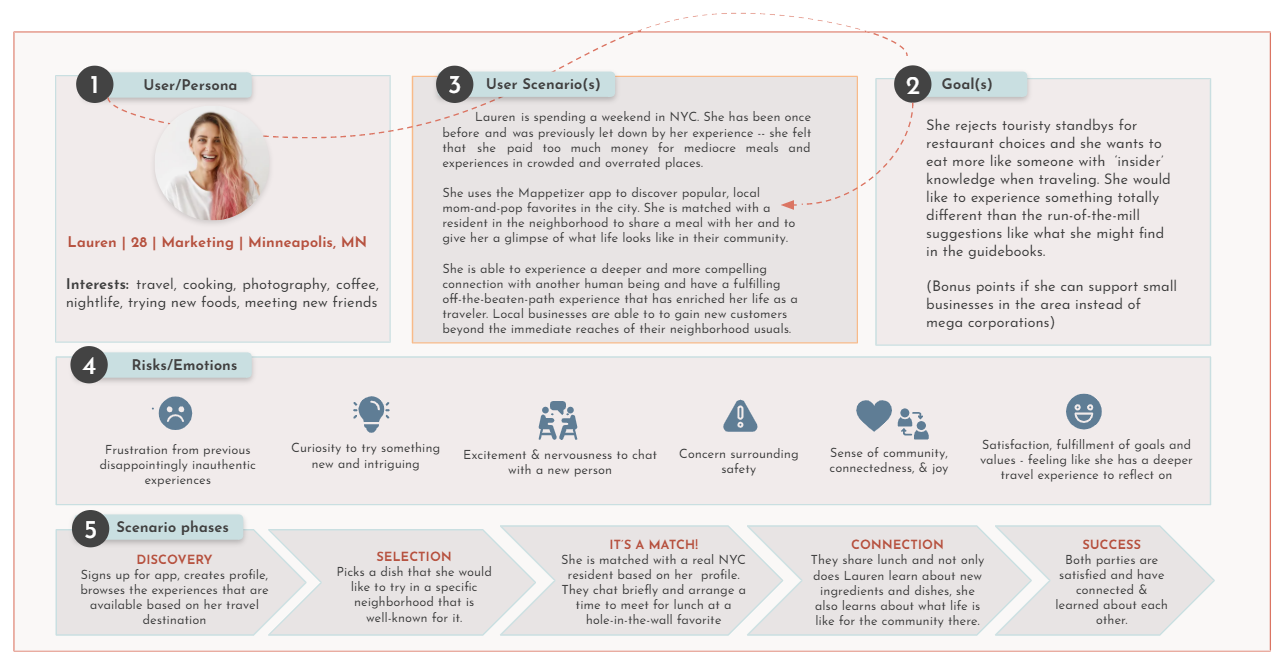 1
User/Persona
Lauren | 28 | Marketing | Minneapolis, MN
Interests: travel, cooking, photography, coffee,
nightlife, trying new foods, meeting new friends
3
User Scenario(s)
Lauren is spending a weekend in NYC. She has been once
before and was previously let down by her experience -- she felt
that she paid too much money for mediocre meals and
experiences in crowded and overrated places.
She uses the Mappetizer app to discover popular, local
mom-and-pop favorites in the city. She is matched with a
resident in the neighborhood to share a meal with her and to
give her a glimpse of what life looks like in their community.
She is able to experience a deeper and more compelling
connection with another human being and have a fulfilling
off-the-beaten-path experience that has enriched her life as a
traveler. Local businesses are able to to gain new customers
beyond the immediate reaches of their neighborhood usuals.
2
Goal(s)
She rejects touristy standbys for
restaurant choices and she wants to
eat more like someone with 'insider'
knowledge when traveling. She would
like to experience something totally
different than the run-of-the-mill
suggestions like what she might find
in the guidebooks.
(Bonus points if she can support small
businesses in the area instead of
mega corporations)
4
Risks/Emotions
Frustration from previous
disappointingly inauthentic
experiences
Curiosity to try something
new and intriguing
Excitement & nervousness to chat
with a new person
Concern surrounding
safety
Sense of community,
connectedness, & joy
Satisfaction, fulfillment of goals and
values - feeling like she has a deeper
travel experience to reflect on
5
Scenario phases
DISCOVERY
Signs up for app, creates profile,
browses the experiences that are
available based on her travel
destination
SELECTION
Picks a dish that she would
like to try in a specific
neighborhood that is
well-known for it.
IT'S A MATCH!
She is matched with a real NYC
resident based on her profile.
They chat briefly and arrange a
time to meet for lunch at a
hole-in-the-wall favorite
CONNECTION
They share lunch and not only
does Lauren learn about new
ingredients and dishes, she
also learns about what life is
like for the community there.
SUCCESS
Both parties are
satisfied and have
connected &
learned about each
other.